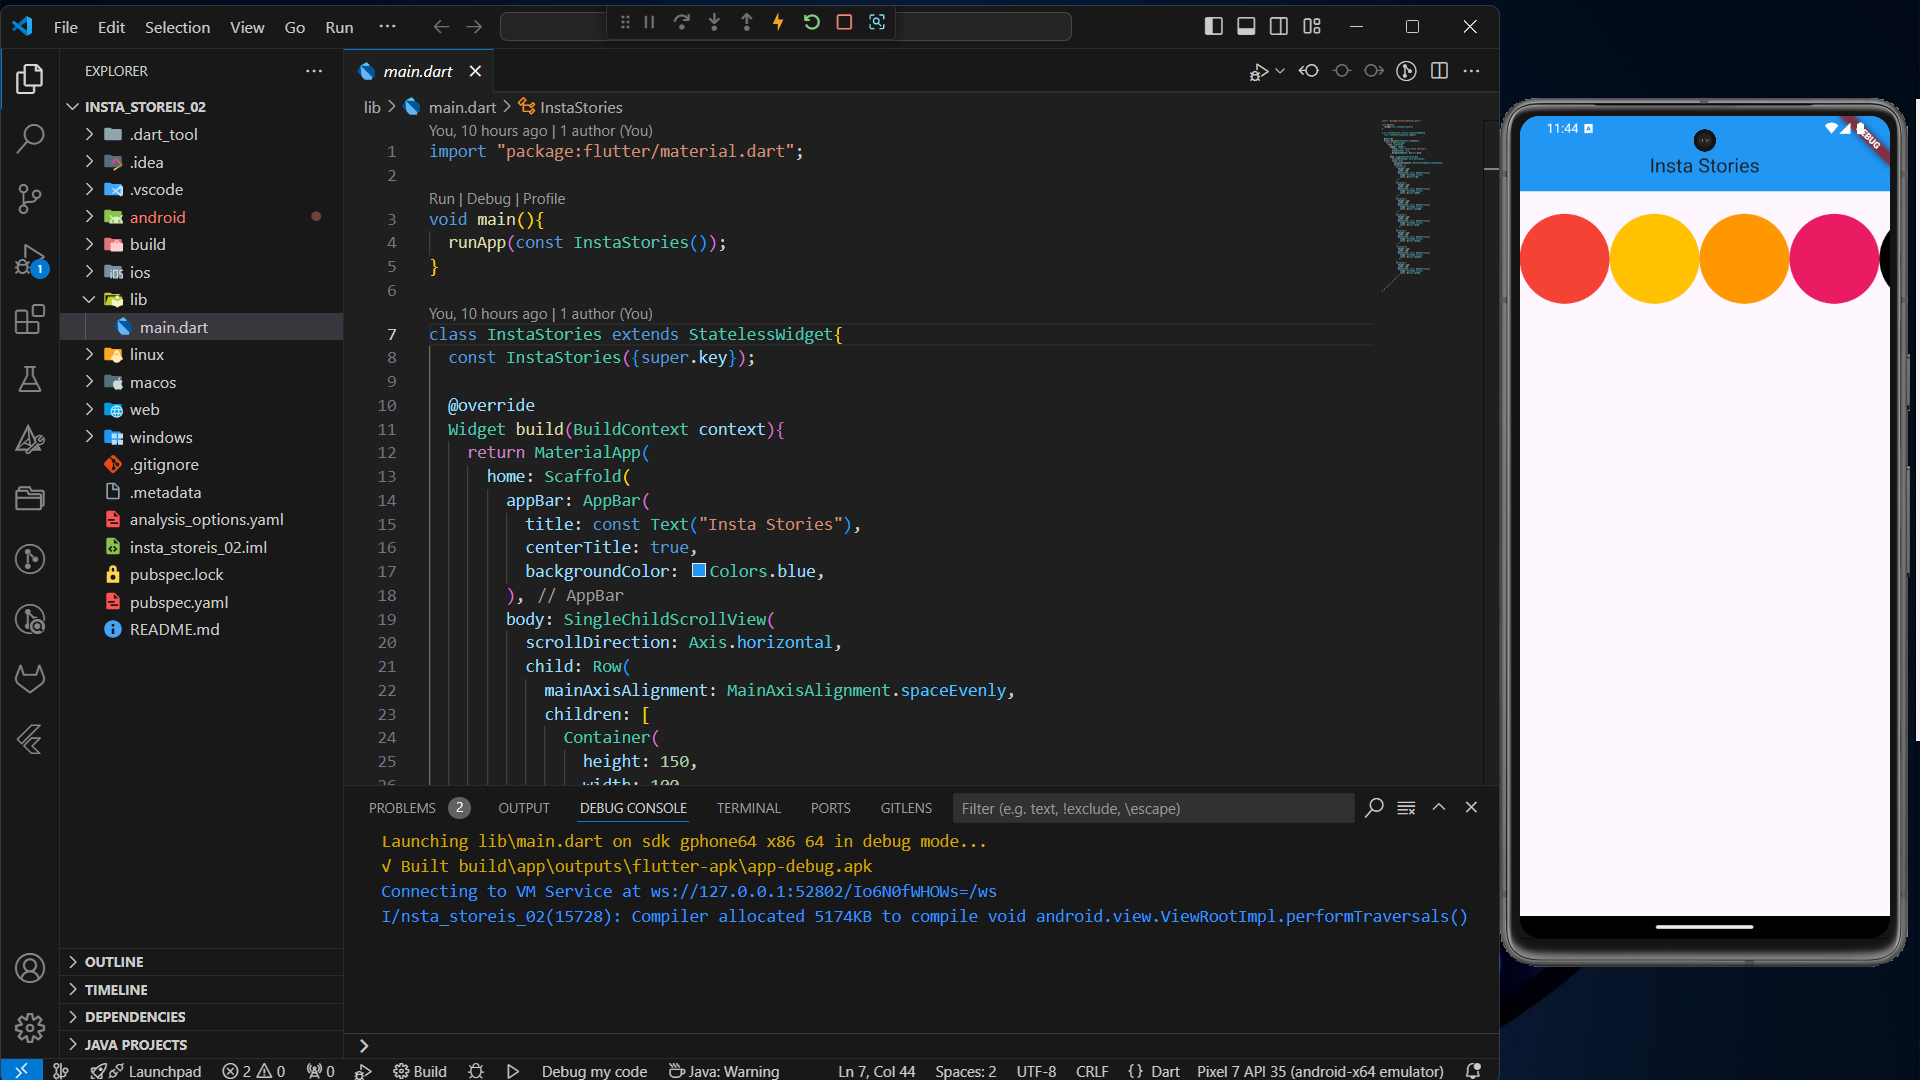 File Edit Selection View Go Run ···
EXPLORER
INSTA_STOREIS_02
.dart_tool
.idea
.vscode
android
build
ios
lib
main.dart
linux
macos
web
windows
.gitignore
.metadata
analysis_options.yaml
insta_storeis_02.iml
pubspec.lock
pubspec.yaml
README.md
OUTLINE
TIMELINE
DEPENDENCIES
JAVA PROJECTS
1
main.dart
lib > main.dart > InstaStories
You, 10 hours ago | 1 author (You)
1 import "package:flutter/material.dart";
2
Run | Debug | Profile
3 void main(){
4 runApp(const InstaStories());
5 }
6
You, 10 hours ago | 1 author (You)
7 class InstaStories extends StatelessWidget{
8 const InstaStories({super.key});
9
10 @override
11 Widget build(BuildContext context){
12 return MaterialApp(
13 home: Scaffold(
14 appBar: AppBar(
15 title: const Text("Insta Stories"),
16 centerTitle: true,
17 backgroundColor: Colors.blue,
18 ), // AppBar
19 body: SingleChildScrollView(
20 scrollDirection: Axis.horizontal,
21 child: Row(
22 mainAxisAlignment: MainAxisAlignment.spaceEvenly,
23 children: [
24 Container(
25 height: 150,
26 width: 100
PROBLEMS 2 OUTPUT DEBUG CONSOLE TERMINAL PORTS GITLENS Filter (e.g. text, !exclude, \escape)
Launching lib\main.dart on sdk gphone64 x86 64 in debug mode...
√ Built build\app\outputs\flutter-apk\app-debug.apk
Connecting to VM Service at ws://127.0.0.1:52802/Io6N0fWHOWs=/ws
I/nsta_storeis_02(15728): Compiler allocated 5174KB to compile void android.view.ViewRootImpl.performTraversals()
Launchpad 2 0 0 Build Debug my code Java: Warning Ln 7, Col 44 Spaces: 2 UTF-8 CRLF {} Dart Pixel 7 API 35 (android-x64 emulator)
11:44
DEBUG
Insta Stories